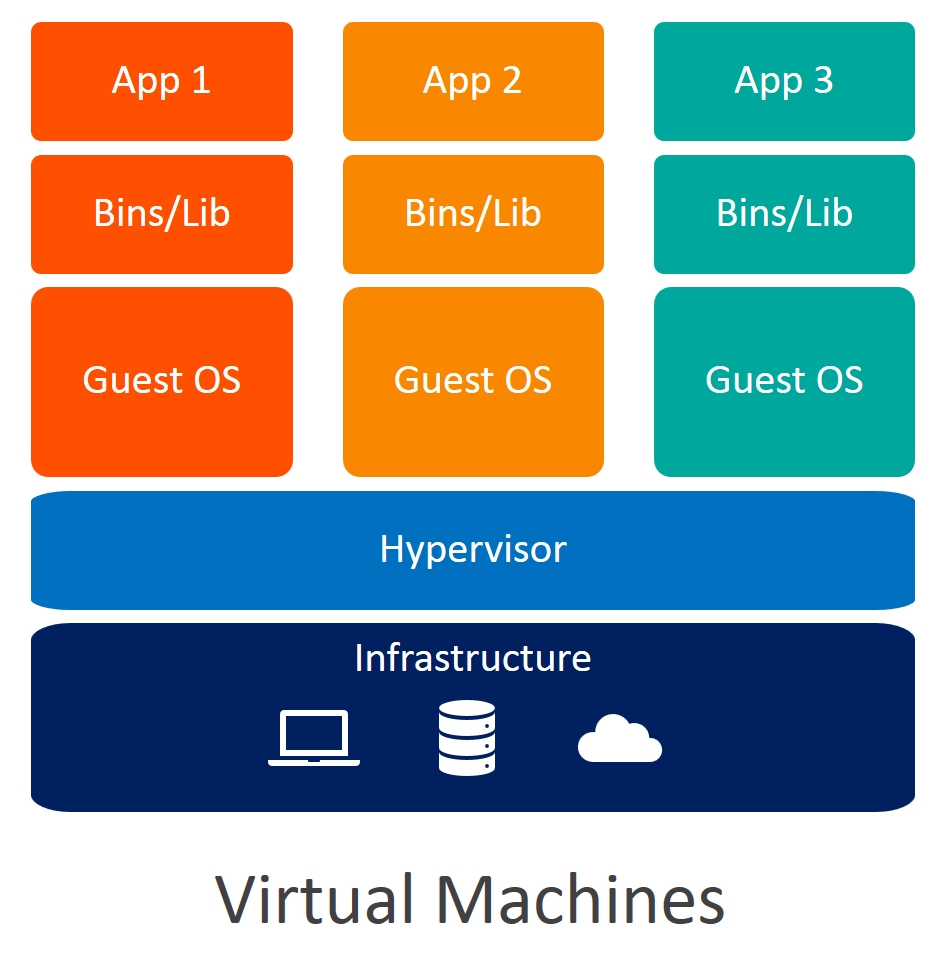 App 1
App 2
App 3
Bins/Lib
Bins/Lib
Bins/Lib
Guest OS
Guest OS
Guest OS
Hypervisor
Infrastructure
Virtual Machines